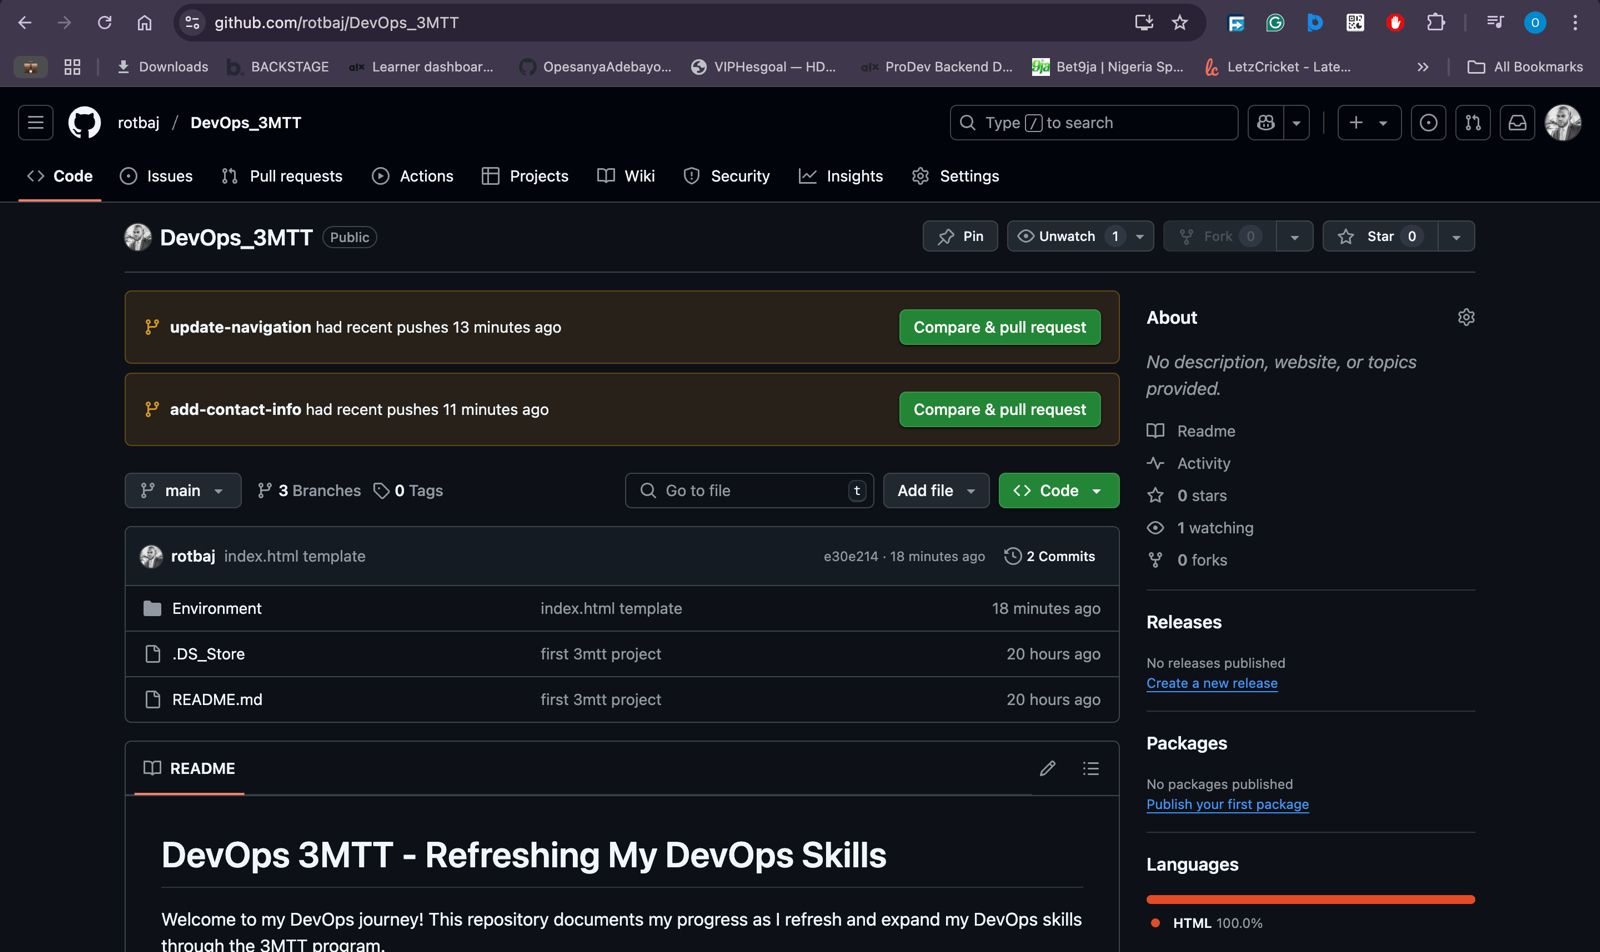 github.com/rotbaj/DevOps_3MTT
Downloads
BACKSTAGE
Learner dashboar...
OpesanyaAdebayo...
VIPHesgoal — HD...
ProDev Backend D...
Bet9ja | Nigeria Sp...
LetzCricket - Late...
All Bookmarks
rotbaj / DevOps_3MTT
Type / to search
Code
Issues
Pull requests
Actions
Projects
Wiki
Security
Insights
Settings
DevOps_3MTT Public
Pin
Unwatch 1
Fork 0
Star 0
update-navigation had recent pushes 13 minutes ago
Compare & pull request
add-contact-info had recent pushes 11 minutes ago
Compare & pull request
main
3 Branches
0 Tags
Go to file t
Add file
Code
rotbaj index.html template
e30e214 · 18 minutes ago
2 Commits
Environment
index.html template
18 minutes ago
.DS_Store
first 3mtt project
20 hours ago
README.md
first 3mtt project
20 hours ago
README
DevOps 3MTT - Refreshing My DevOps Skills
Welcome to my DevOps journey! This repository documents my progress as I refresh and expand my DevOps skills
through the 3MTT program.
About
No description, website, or topics
provided.
Readme
Activity
0 stars
1 watching
0 forks
Releases
No releases published
Create a new release
Packages
No packages published
Publish your first package
Languages
HTML 100.0%